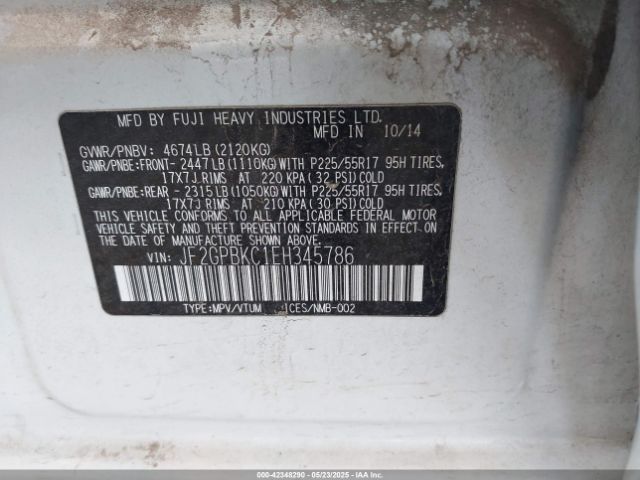 MFD BY FUJI HEAVY INDUSTRIES LTD.
MFD IN 10/14
GVWR/PNBV: 4674LB (2120KG)
GAWR/PNBE: FRONT- 2447LB (1110KG) WITH P225/55R17 95H TIRES,
17X7J RIMS AT 220 KPA (32 PSI) COLD
GAWR/PNBE: REAR - 2315LB (1050KG) WITH P225/55R17 95H TIRES,
17X7J RIMS AT 210 KPA (30 PSI) COLD
THIS VEHICLE CONFORMS TO ALL APPLICABLE FEDERAL MOTOR
VEHICLE SAFETY AND THEFT PREVENTION STANDARDS IN EFFECT
ON THE DATE OF MANUFACTURE SHOWN ABOVE.
VIN: JF2GPBKC1EH345786
TYPE:MPV/VTUM ICES/NMB-002
000-42348290 - 05/23/2025 - IAA Inc.